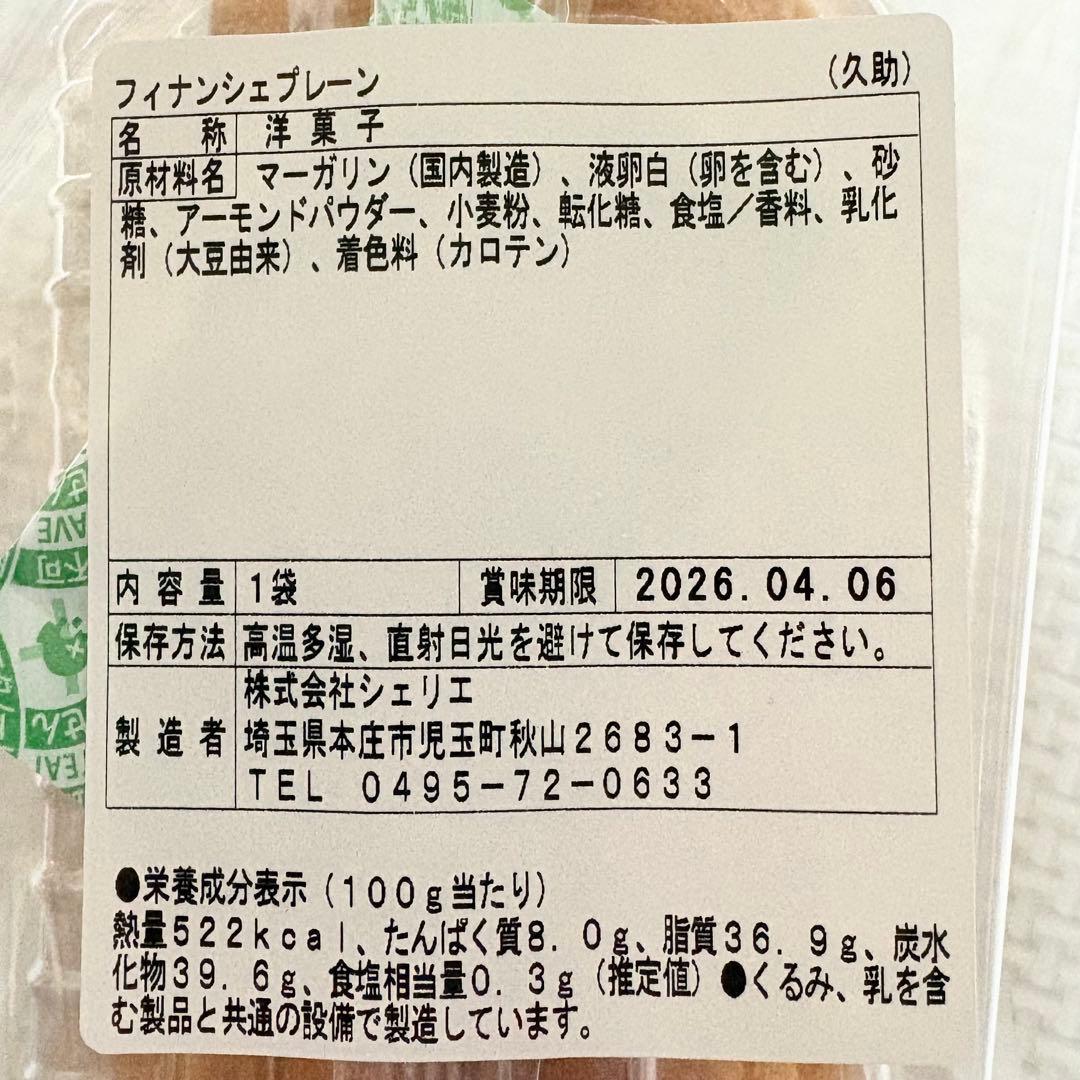 フィナンシェプレーン （久助）
名称 洋菓子
原材料名 マーガリン（国内製造）、液卵白（卵を含む）、砂
糖、アーモンドパウダー、小麦粉、転化糖、食塩／香料、乳化
剤（大豆由来）、着色料（カロテン）
内容量 1袋 賞味期限 2026.04.06
保存方法 高温多湿、直射日光を避けて保存してください。
株式会社シェリエ
製造者 埼玉県本庄市児玉町秋山２６８３－１
ＴＥＬ ０４９５－７２－０６３３
●栄養成分表示（１００ｇ当たり）
熱量５２２ｋｃａｌ、たんぱく質８．０ｇ、脂質３６．９ｇ、炭水
化物３９．６ｇ、食塩相当量０．３ｇ（推定値）●くるみ、乳を含
む製品と共通の設備で製造しています。
不可
せん